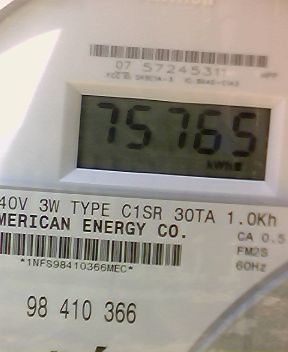 07 57245311
75765
kWh
40V 3W TYPE C1SR 30TA 1.0Kh
MERICAN ENERGY CO.
CA 0.5
FM2S
*1NFS98410366MEC*
60Hz
98 410 366